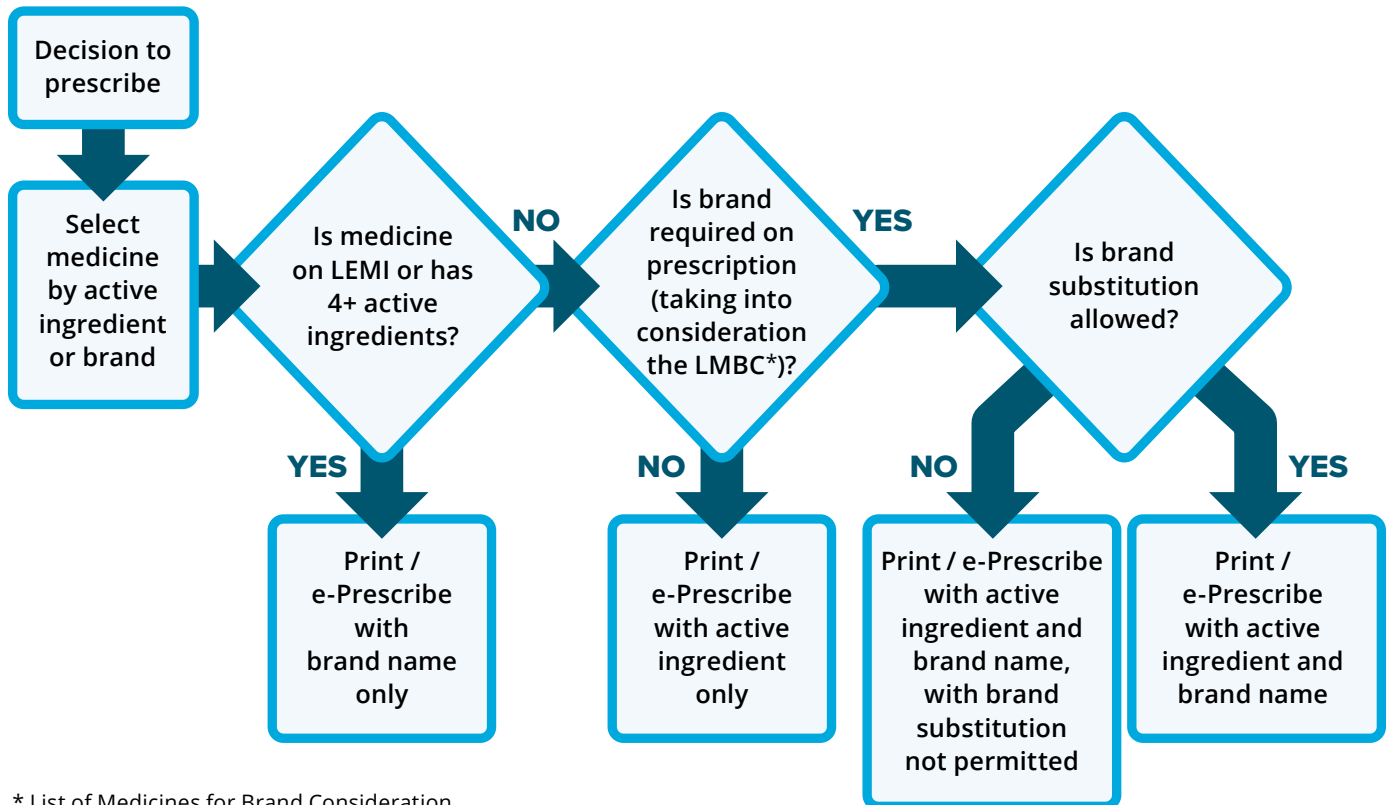 Decision to
prescribe
Select
medicine
by active
ingredient
or brand
Is medicine
on LEMI or has
4+ active
ingredients?
NO
YES
Is brand
required on
prescription
(taking into
consideration
the LMBC*)?
YES
NO
Is brand
substitution
allowed?
NO
YES
Print /
e-Prescribe
with
brand name
only
Print /
e-Prescribe
with active
ingredient
only
Print / e-Prescribe
with active
ingredient and
brand name,
with brand
substitution
not permitted
Print /
e-Prescribe
with active
ingredient and
brand name
* List of Medicines for Brand Consideration